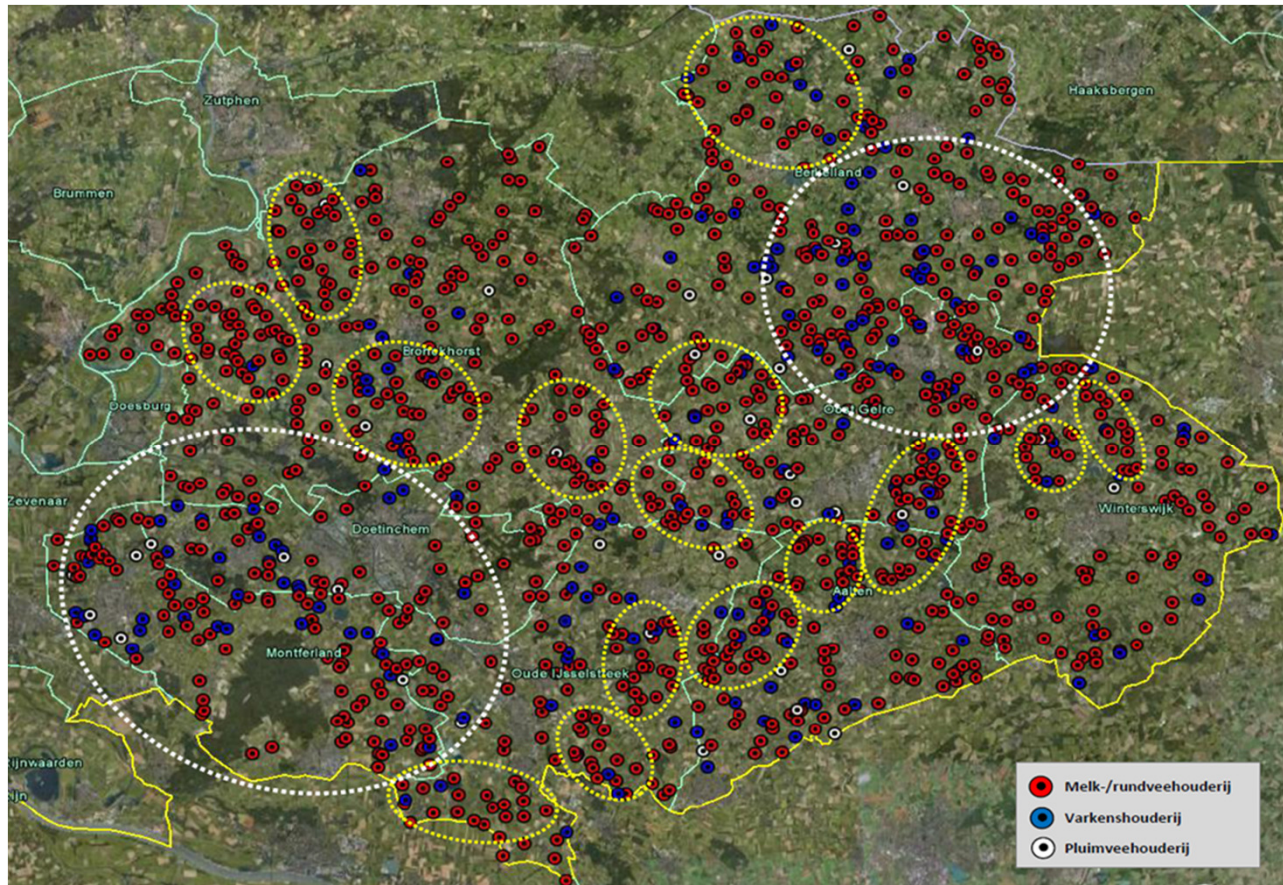 Zutphen
Haaksbergen
Brummen
Berkelland
Bronckhorst
Doesburg
Oost Gelre
Zevenaar
Winterswijk
Doetinchem
Aalten
Montferland
Oude IJsselstreek
Rijnwaarden
ijn
Melk-/rundveehouderij
Varkenshouderij
Pluimveehouderij